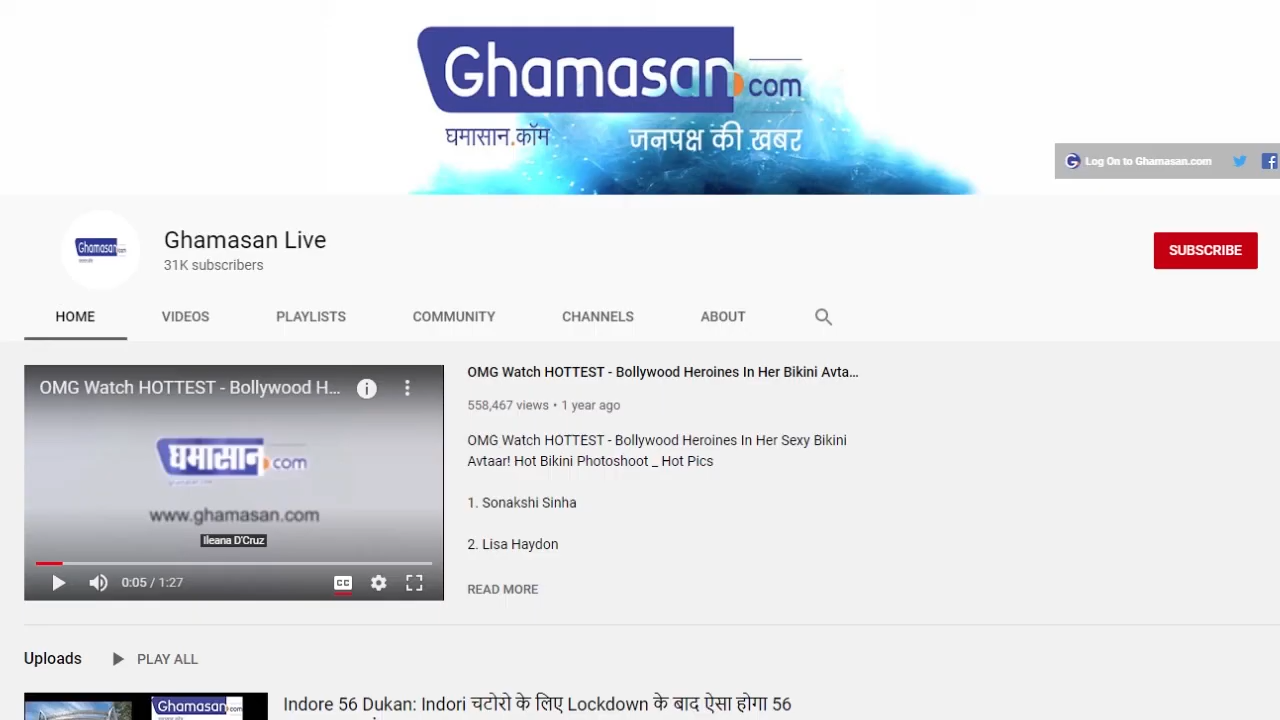 Ghamasan.com
घमासान.कॉम
जनपक्ष की खबर
Log On to Ghamasan.com
Ghamasan
Ghamasan Live
31K subscribers
SUBSCRIBE
HOME VIDEOS PLAYLISTS COMMUNITY CHANNELS ABOUT
OMG Watch HOTTEST - Bollywood H...
घमासान.com
www.ghamasan.com
Ileana D'Cruz
0:05 / 1:27
CC
OMG Watch HOTTEST - Bollywood Heroines In Her Bikini Avta...
558,467 views • 1 year ago
OMG Watch HOTTEST - Bollywood Heroines In Her Sexy Bikini
Avtaar! Hot Bikini Photoshoot _ Hot Pics
1. Sonakshi Sinha
2. Lisa Haydon
READ MORE
Uploads PLAY ALL
Ghamasan.com
Indore 56 Dukan: Indori चटोरो के लिए Lockdown के बाद ऐसा होगा 56